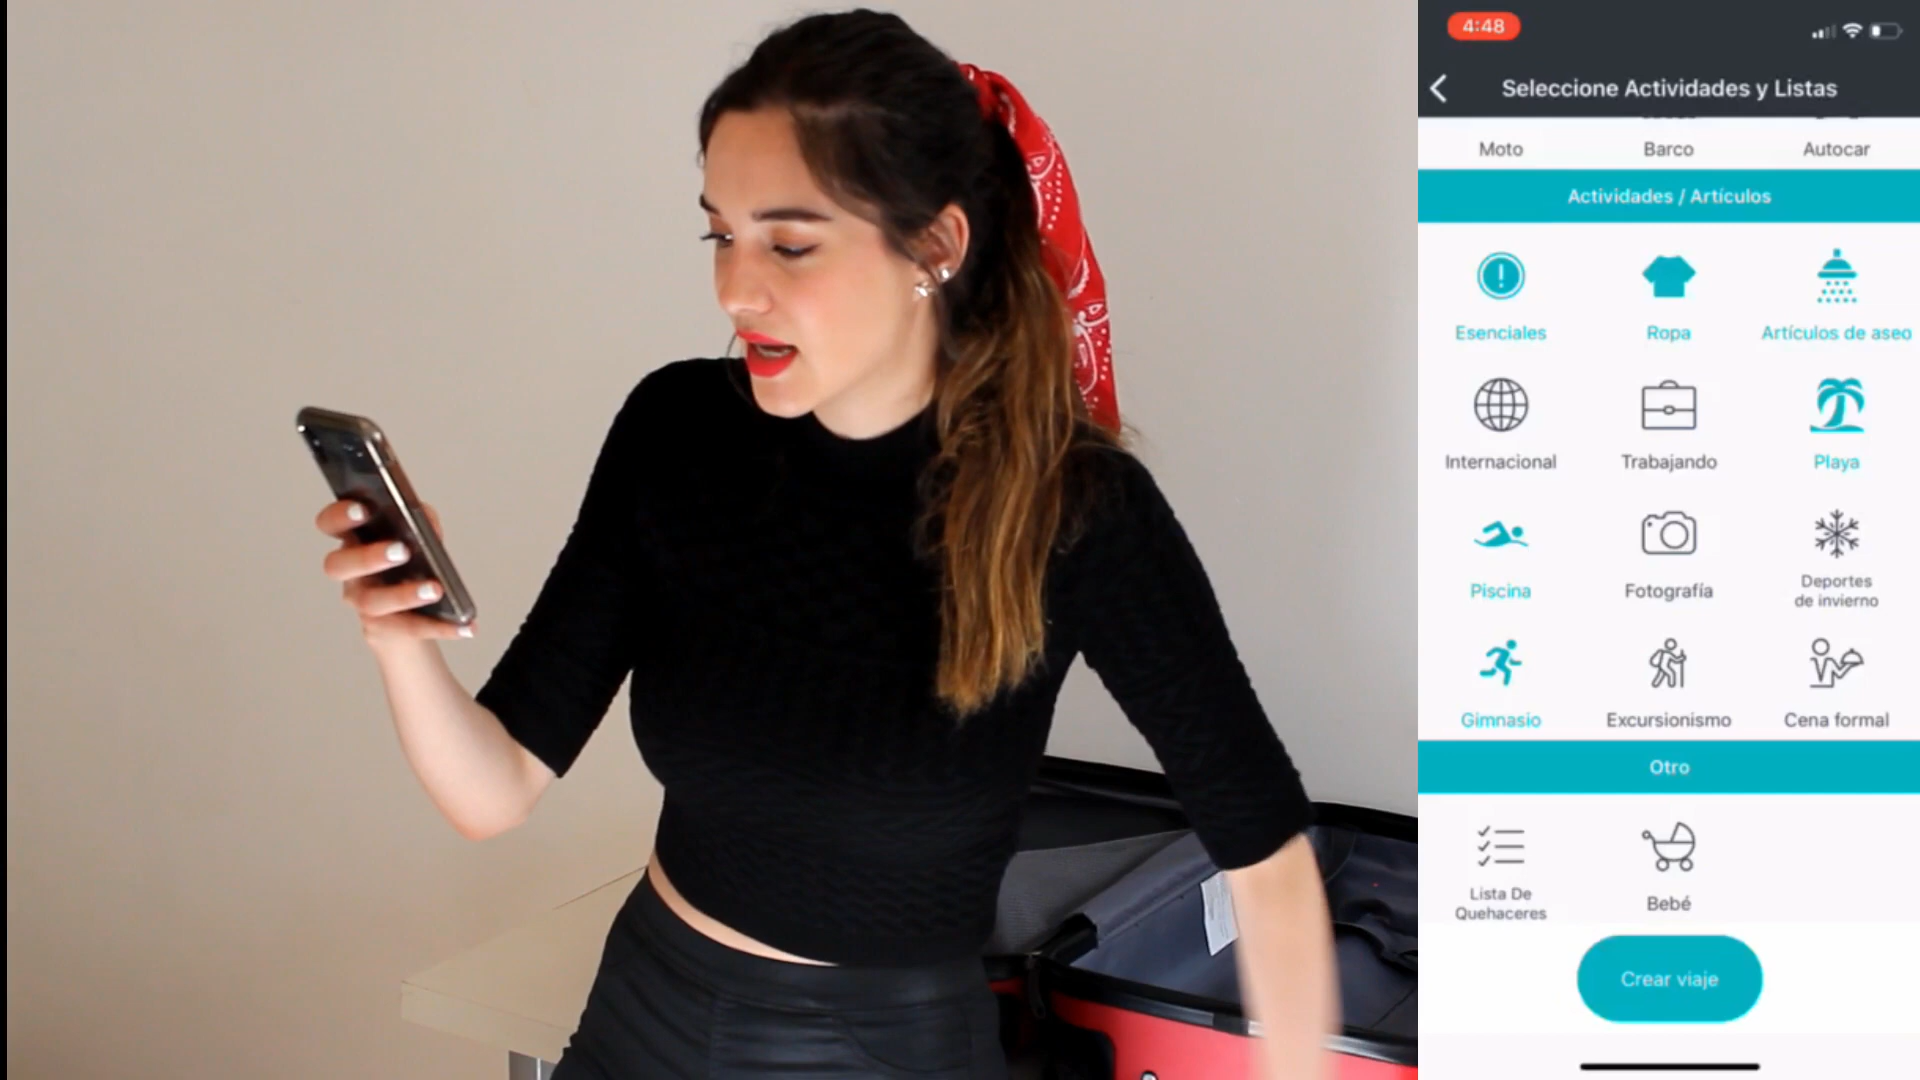 4:48
Seleccione Actividades y Listas
Moto
Barco
Autocar
Actividades / Artículos
Esenciales
Ropa
Artículos de aseo
Internacional
Trabajando
Playa
Piscina
Fotografía
Deportes
de invierno
Gimnasio
Excursionismo
Cena formal
Otro
Lista De
Quehaceres
Bebé
Crear viaje